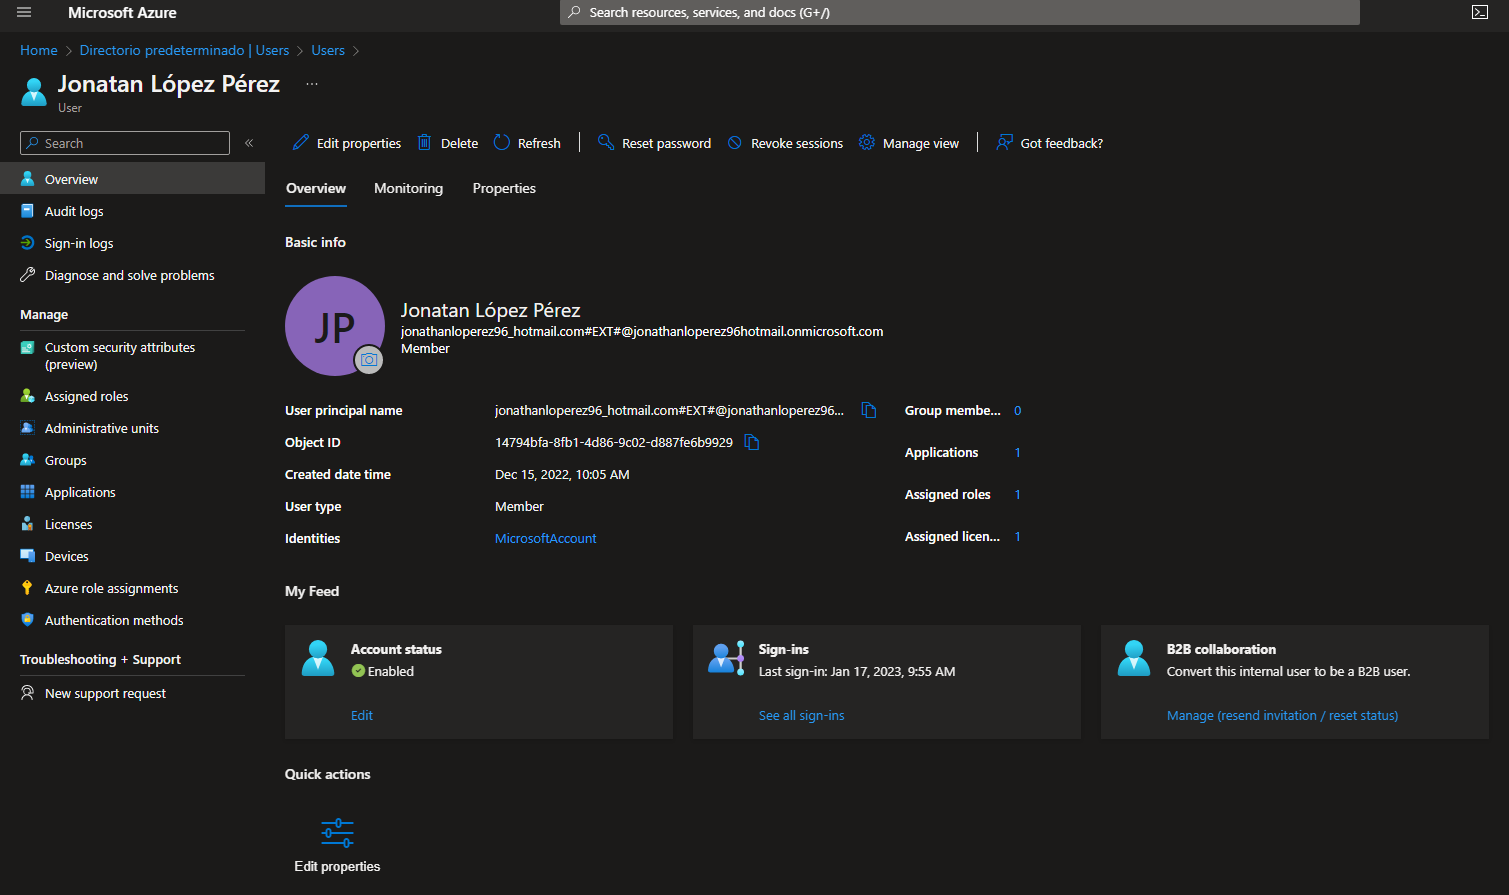 Microsoft Azure
Search resources, services, and docs (G+/)
Home > Directorio predeterminado | Users > Users >
Jonatan López Pérez ...
User
Search «
Edit properties Delete Refresh Reset password Revoke sessions Manage view Got feedback?
Overview
Audit logs
Sign-in logs
Diagnose and solve problems
Manage
Custom security attributes
(preview)
Assigned roles
Administrative units
Groups
Applications
Licenses
Devices
Azure role assignments
Authentication methods
Troubleshooting + Support
New support request
Overview Monitoring Properties
Basic info
JP
Jonatan López Pérez
jonathanloperez96_hotmail.com#EXT#@jonathanloperez96hotmail.onmicrosoft.com
Member
User principal name jonathanloperez96_hotmail.com#EXT#@jonathanloperez96...
Object ID 14794bfa-8fb1-4d86-9c02-d887fe6b9929
Created date time Dec 15, 2022, 10:05 AM
User type Member
Identities MicrosoftAccount
Group membe... 0
Applications 1
Assigned roles 1
Assigned licen... 1
My Feed
Account status
Enabled
Edit
Sign-ins
Last sign-in: Jan 17, 2023, 9:55 AM
See all sign-ins
B2B collaboration
Convert this internal user to be a B2B user.
Manage (resend invitation / reset status)
Quick actions
Edit properties